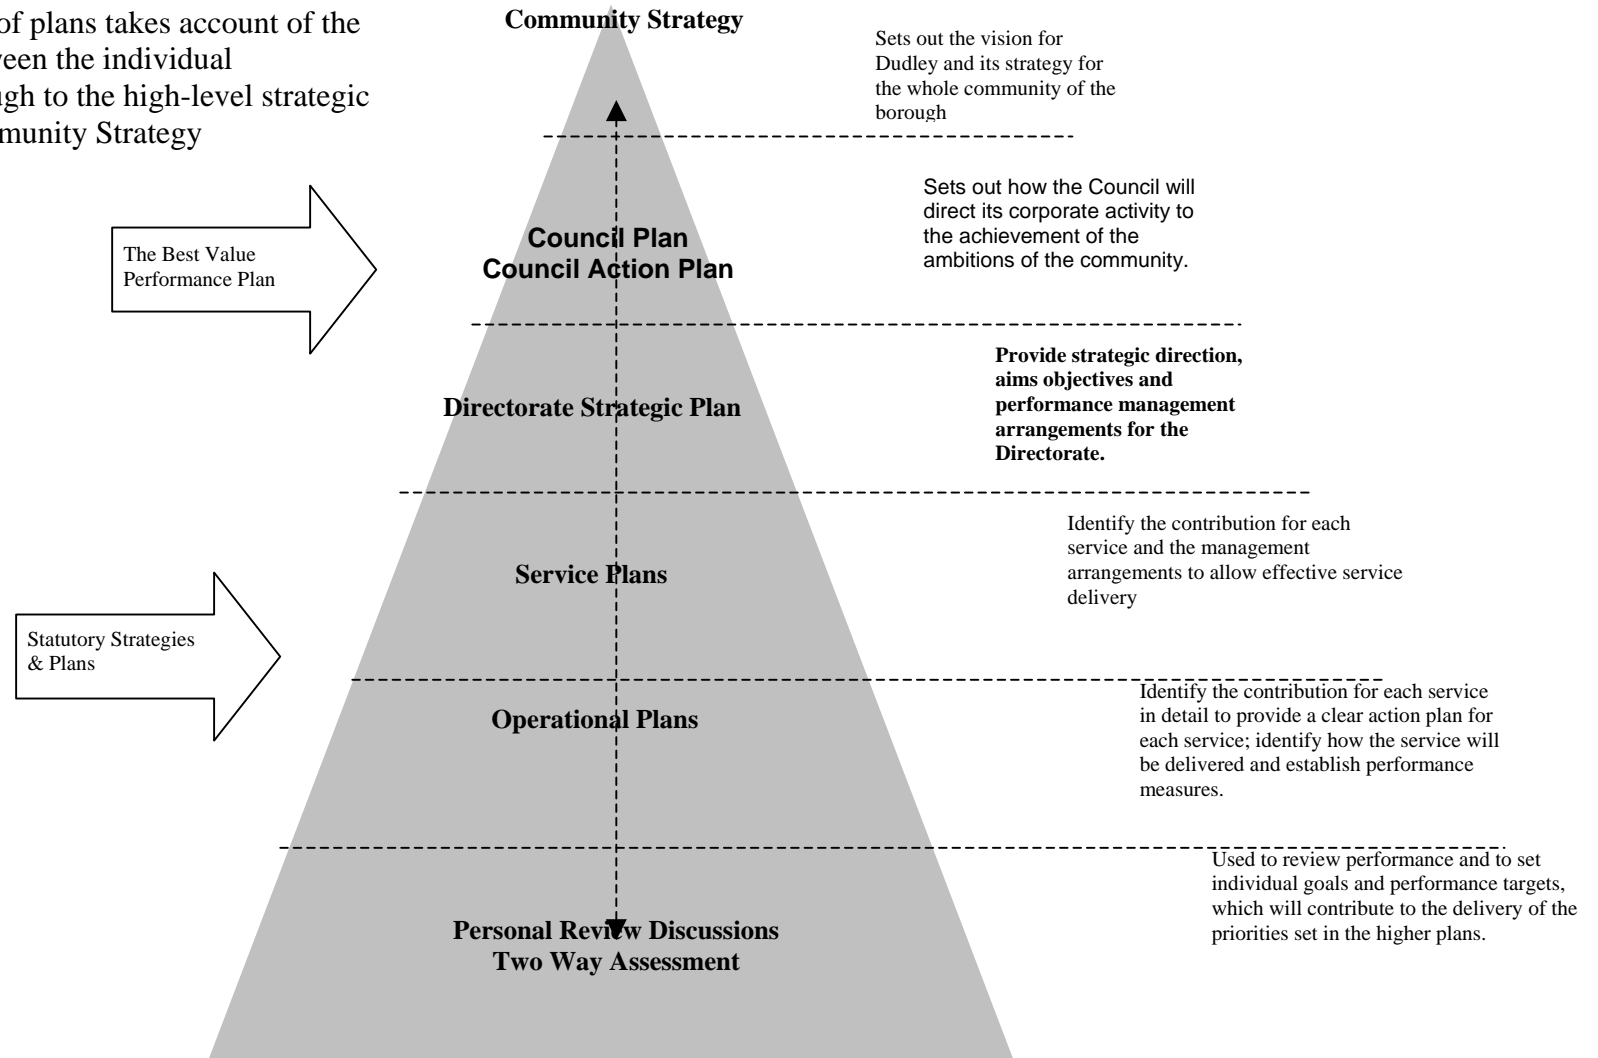 of plans takes account of the
ween the individual
ugh to the high-level strategic
mmunity Strategy
Community Strategy
Sets out the vision for
Dudley and its strategy for
the whole community of the
borough
The Best Value
Performance Plan
Council Plan
Council Action Plan
Sets out how the Council will
direct its corporate activity to
the achievement of the
ambitions of the community.
Directorate Strategic Plan
Provide strategic direction,
aims objectives and
performance management
arrangements for the
Directorate.
Service Plans
Identify the contribution for each
service and the management
arrangements to allow effective service
delivery
Statutory Strategies
& Plans
Operational Plans
Identify the contribution for each service
in detail to provide a clear action plan for
each service; identify how the service will
be delivered and establish performance
measures.
Personal Review Discussions
Two Way Assessment
Used to review performance and to set
individual goals and performance targets,
which will contribute to the delivery of the
priorities set in the higher plans.